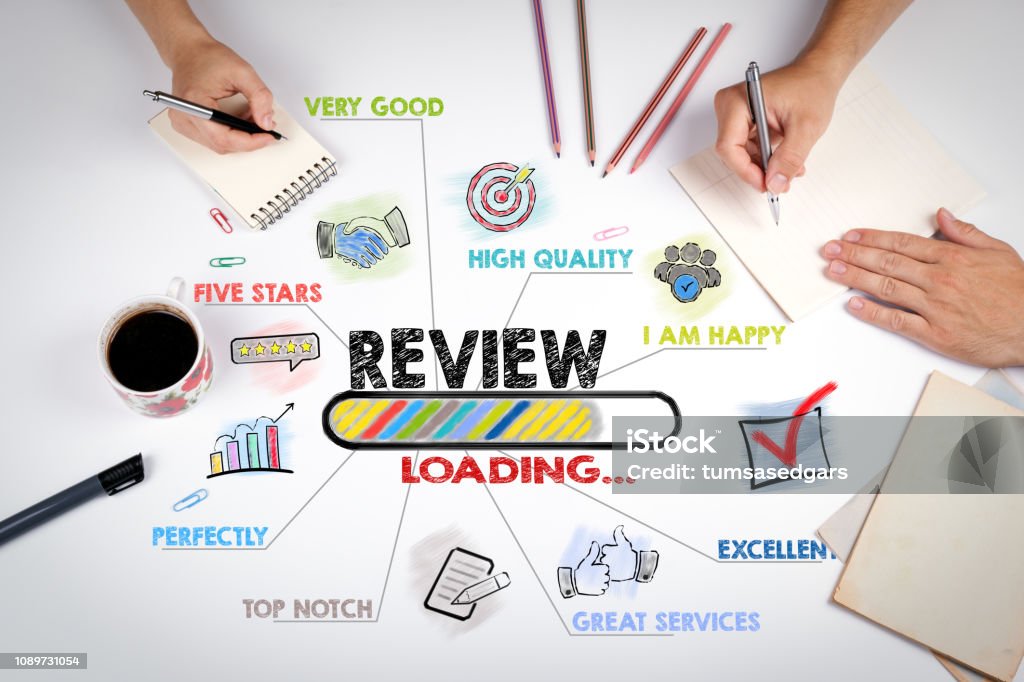 VERY GOOD
HIGH QUALITY
FIVE STARS
I AM HAPPY
REVIEW
LOADING...
iStock™
Credit: tumsasedgars
PERFECTLY
EXCELLENT
TOP NOTCH
GREAT SERVICES
1089731054